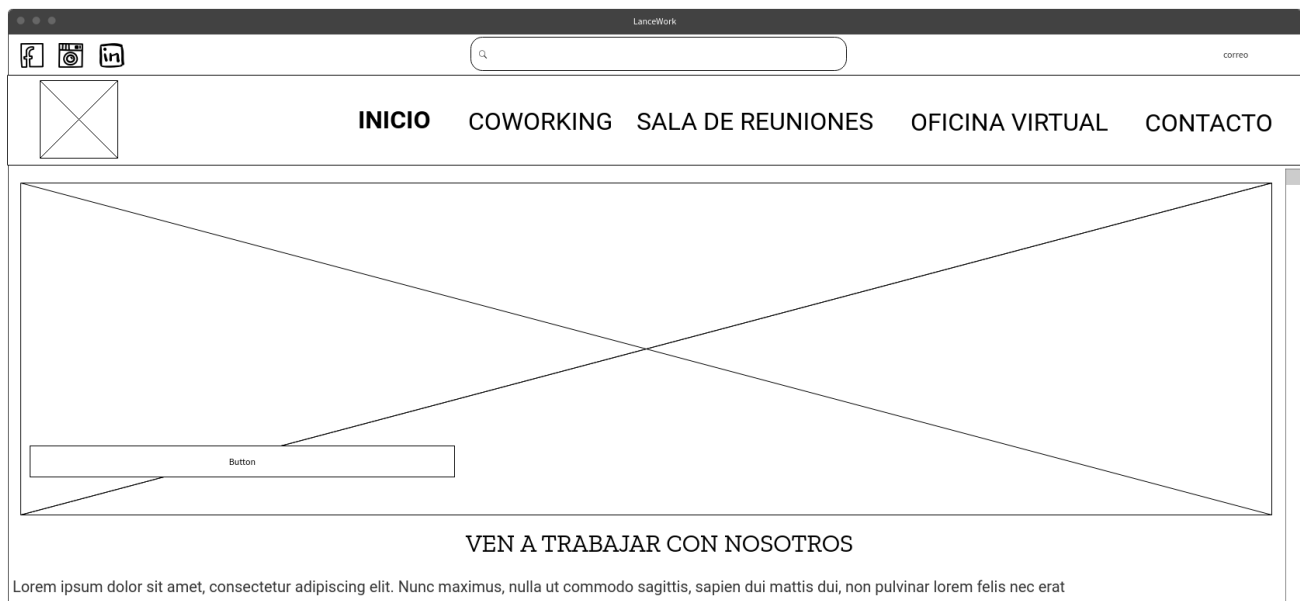 LanceWork
correo
INICIO COWORKING SALA DE REUNIONES OFICINA VIRTUAL CONTACTO
Button
VEN A TRABAJAR CON NOSOTROS
Lorem ipsum dolor sit amet, consectetur adipiscing elit. Nunc maximus, nulla ut commodo sagittis, sapien dui mattis dui, non pulvinar lorem felis nec erat